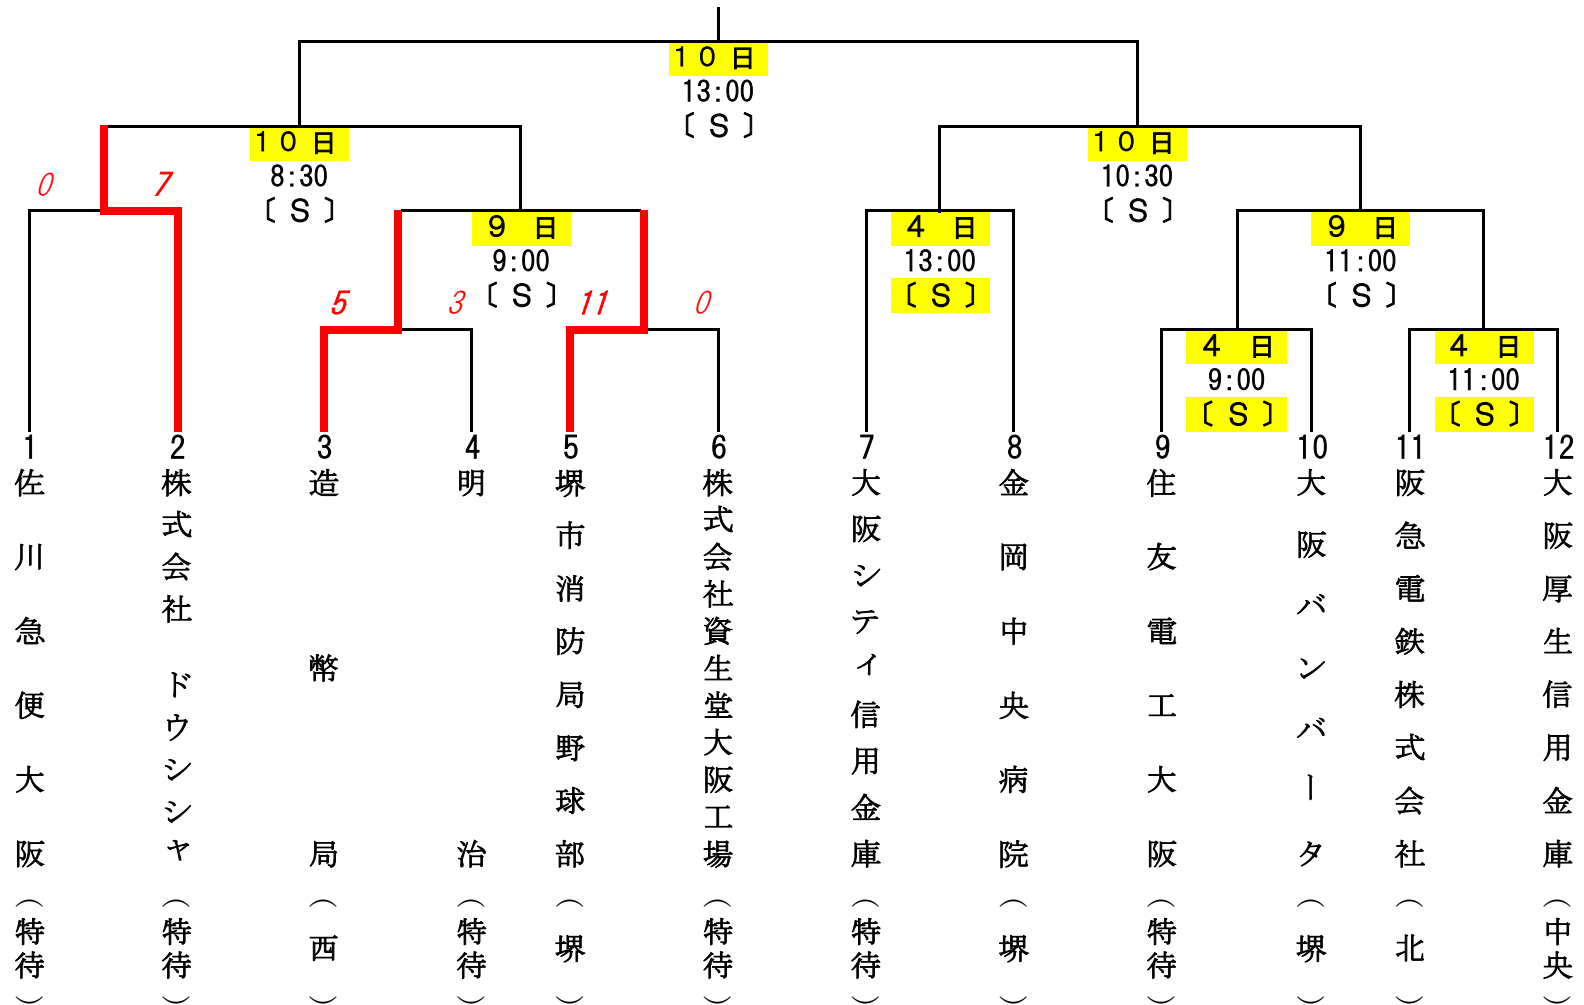 １０日
13:00
〔 S 〕
１０日
8:30
〔 S 〕
１０日
10:30
〔 S 〕
0
7
９日
9:00
〔 S 〕
４日
13:00
〔 S 〕
９日
11:00
〔 S 〕
5
3
11
0
４日
9:00
〔 S 〕
４日
11:00
〔 S 〕
1
佐川急便大阪（特待）
2
株式会社 ドウシシャ（特待）
3
造幣局（西）
4
明治（特待）
5
堺市消防局野球部（堺）
6
株式会社資生堂大阪工場（特待）
7
大阪シティ信用金庫（特待）
8
金岡中央病院（堺）
9
住友電工大阪（特待）
10
大阪バンバータ（堺）
11
阪急電鉄株式会社（北）
12
大阪厚生信用金庫（中央）